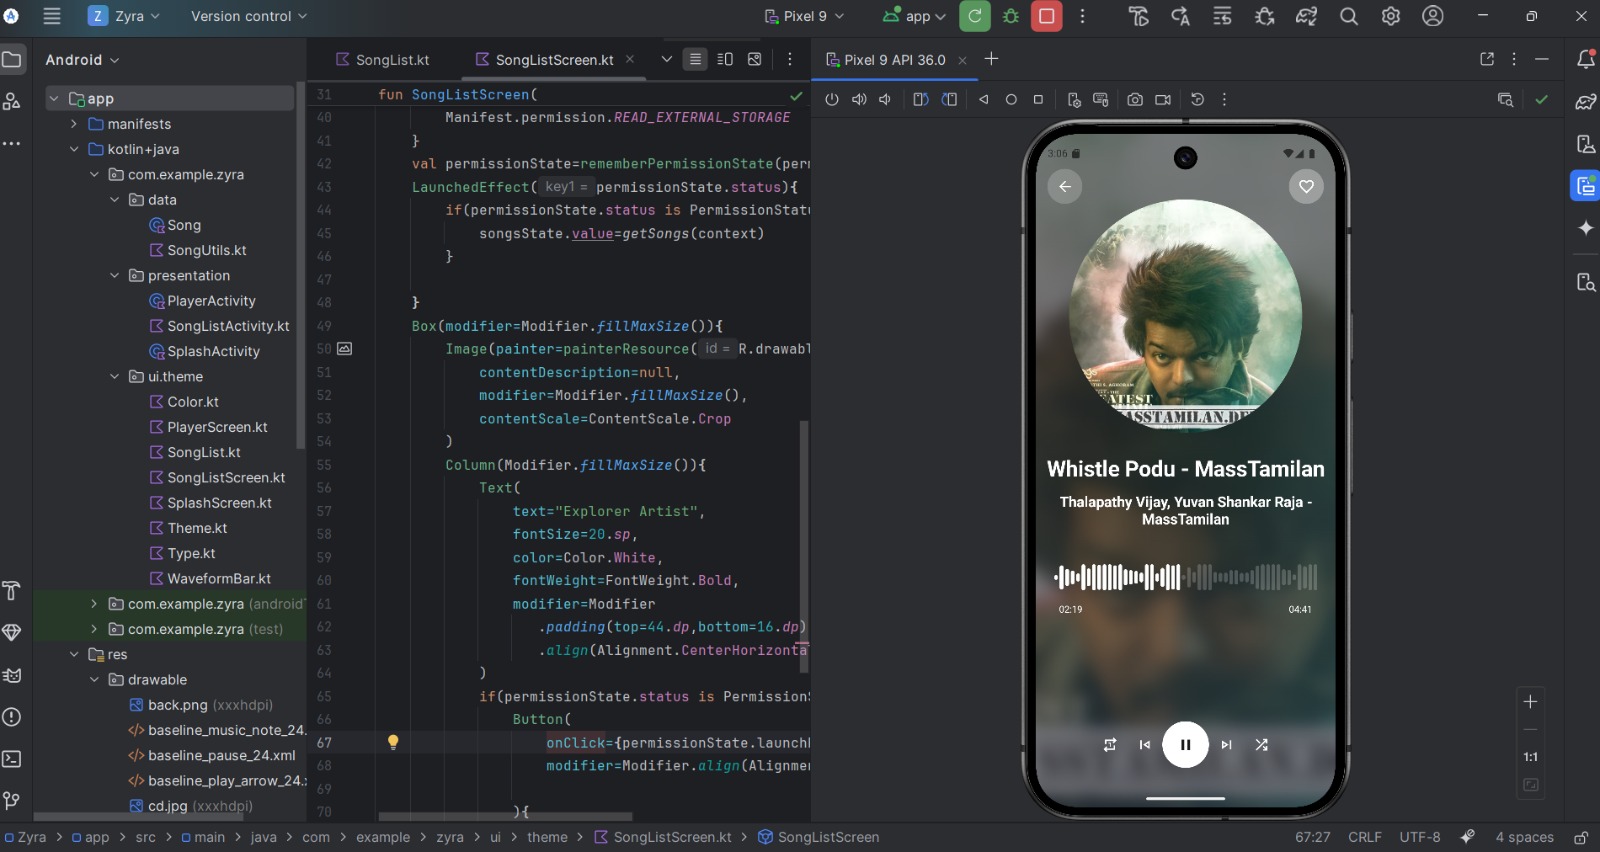 Z Zyra
Version control
Pixel 9
app
Android
SongList.kt
SongListScreen.kt
Pixel 9 API 36.0
app
manifests
kotlin+java
com.example.zyra
data
Song
SongUtils.kt
presentation
PlayerActivity
SongListActivity.kt
SplashActivity
ui.theme
Color.kt
PlayerScreen.kt
SongList.kt
SongListScreen.kt
SplashScreen.kt
Theme.kt
Type.kt
WaveformBar.kt
com.example.zyra (android
com.example.zyra (test)
res
drawable
back.png (xxxhdpi)
baseline_music_note_24.
baseline_pause_24.xml
baseline_play_arrow_24.
cd.jpg (xxxhdpi)
31 fun SongListScreen(
40 Manifest.permission.READ_EXTERNAL_STORAGE
41 }
42 val permissionState=rememberPermissionState(per
43 LaunchedEffect( key1 = permissionState.status){
44 if(permissionState.status is PermissionStat
45 songsState.value=getSongs(context)
46 }
47
48 }
49 Box(modifier=Modifier.fillMaxSize()){
50 Image(painter=painterResource( id = R.drawabl
51 contentDescription=null,
52 modifier=Modifier.fillMaxSize(),
53 contentScale=ContentScale.Crop
54 )
55 Column(Modifier.fillMaxSize()){
56 Text(
57 text="Explorer Artist",
58 fontSize=20.sp,
59 color=Color.White,
60 fontWeight=FontWeight.Bold,
61 modifier=Modifier
62 .padding(top=44.dp,bottom=16.dp)
63 .align(Alignment.CenterHorizonta
64 )
65 if(permissionState.status is Permission
66 Button(
67 onClick={permissionState.launch
68 modifier=Modifier.align(Alignme
69
70 ){
3:06
ATEST
MASSTAMILAN.DE
Whistle Podu - MassTamilan
Thalapathy Vijay, Yuvan Shankar Raja -
MassTamilan
02:19
04:41
1:1
Zyra > app > src > main > java > com > example > zyra > ui > theme > SongListScreen.kt > SongListScreen
67:27 CRLF UTF-8 4 spaces